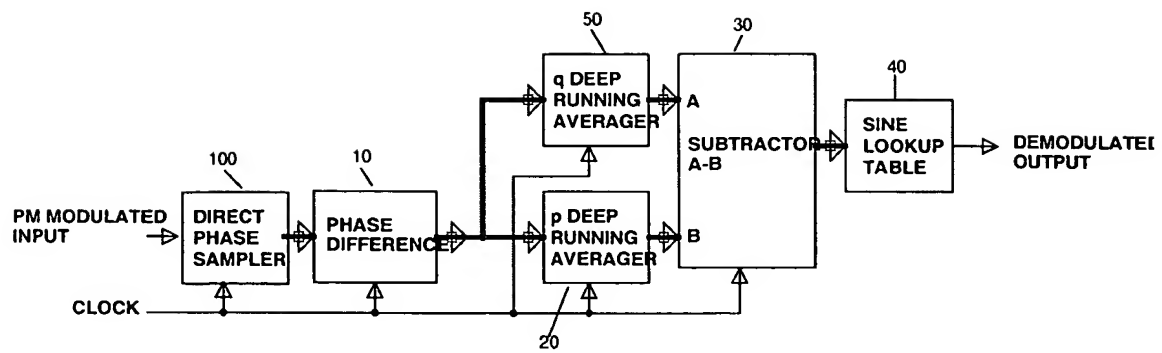 50
30
q DEEP
RUNNING
AVERAGER
A
40
SUBTRACTOR
A-B
SINE
LOOKUP
TABLE
DEMODULATED
OUTPUT
100
10
PM MODULATED
INPUT
DIRECT
PHASE
SAMPLER
PHASE
DIFFERENCE
p DEEP
RUNNING
AVERAGER
B
CLOCK
20